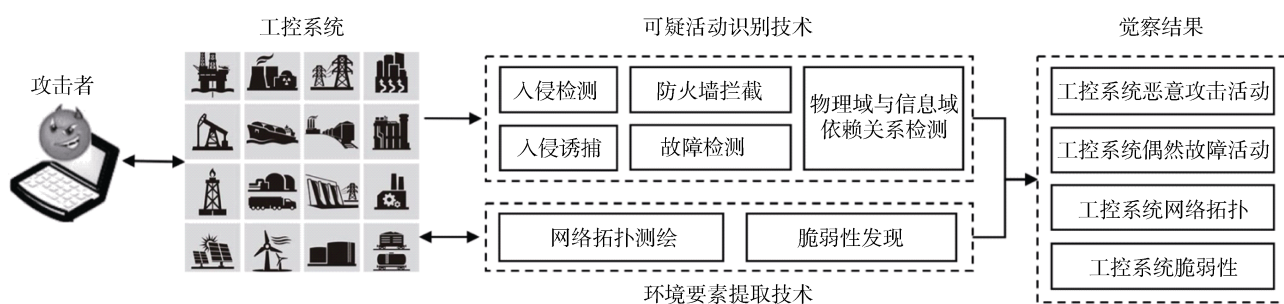 工控系统
可疑活动识别技术
觉察结果
攻击者
入侵检测
防火墙拦截
入侵诱捕
故障检测
物理域与信息域
依赖关系检测
网络拓扑测绘
脆弱性发现
环境要素提取技术
工控系统恶意攻击活动
工控系统偶然故障活动
工控系统网络拓扑
工控系统脆弱性